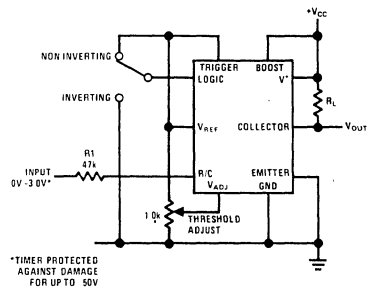 +VCC
NON INVERTING
TRIGGER
BOOST
LOGIC
V+
RL
INVERTING
VREF
COLLECTOR
VOUT
R1
47k
INPUT
0V -3 0V*
R/C
EMITTER
VADJ
GND
1 0k
THRESHOLD
ADJUST
*TIMER PROTECTED
AGAINST DAMAGE
FOR UP TO 50V